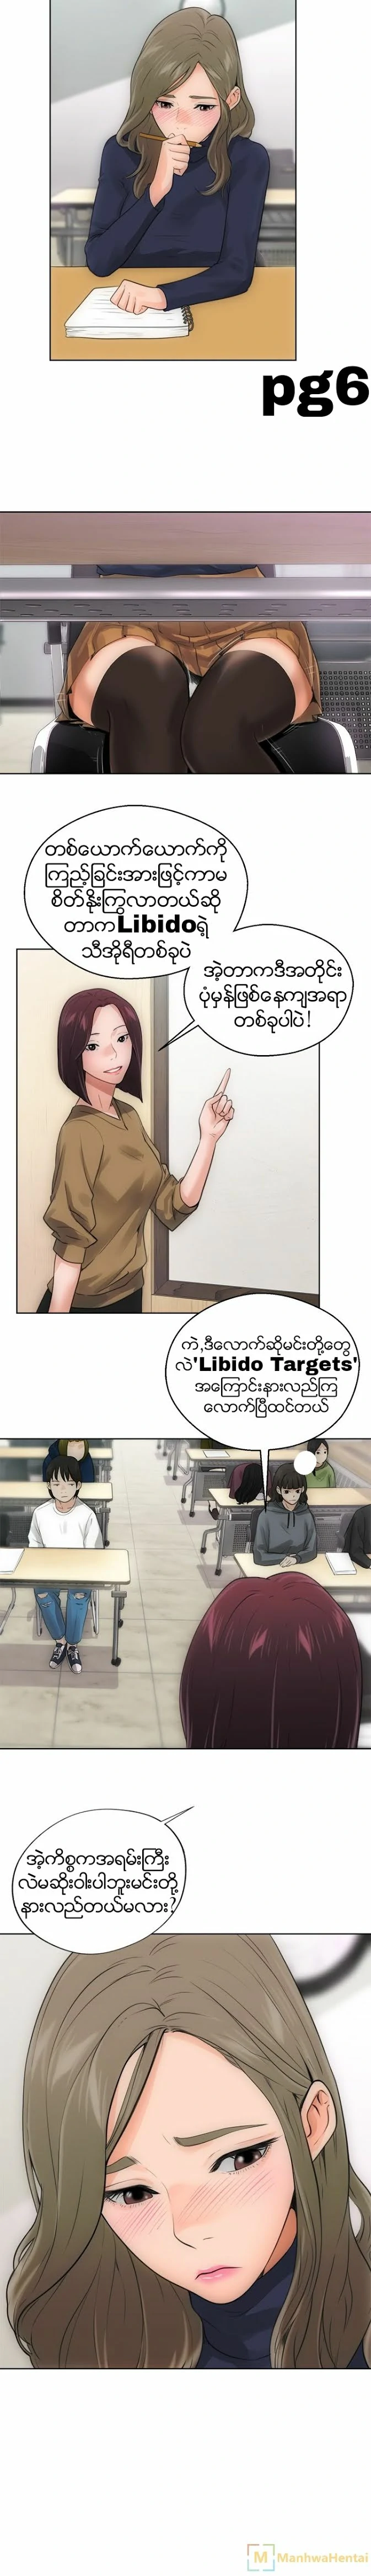 pg6
တစ်ယောက်ယောက်ကို
ကြည့်ခြင်းအားဖြင့်ကာမ
စိတ်နိုးကြွလာတယ်ဆို
တာကLibidoရဲ့
သီအိုရီတစ်ခုပဲ
အဲ့တာကဒီအတိုင်း
ပုံမှန်ဖြစ်နေကျအရာ
တစ်ခုပါပဲ!
ကဲ,ဒီလောက်ဆိုမင်းတို့တွေ
လဲ'Libido Targets'
အကြောင်းနားလည်ကြ
လောက်ပြီထင်တယ်
အဲ့ကိစ္စကအရမ်းကြီး
လဲမဆိုးဝါးပါဘူးမင်းတို့
နားလည်တယ်မလား?
M ManhwaHentai